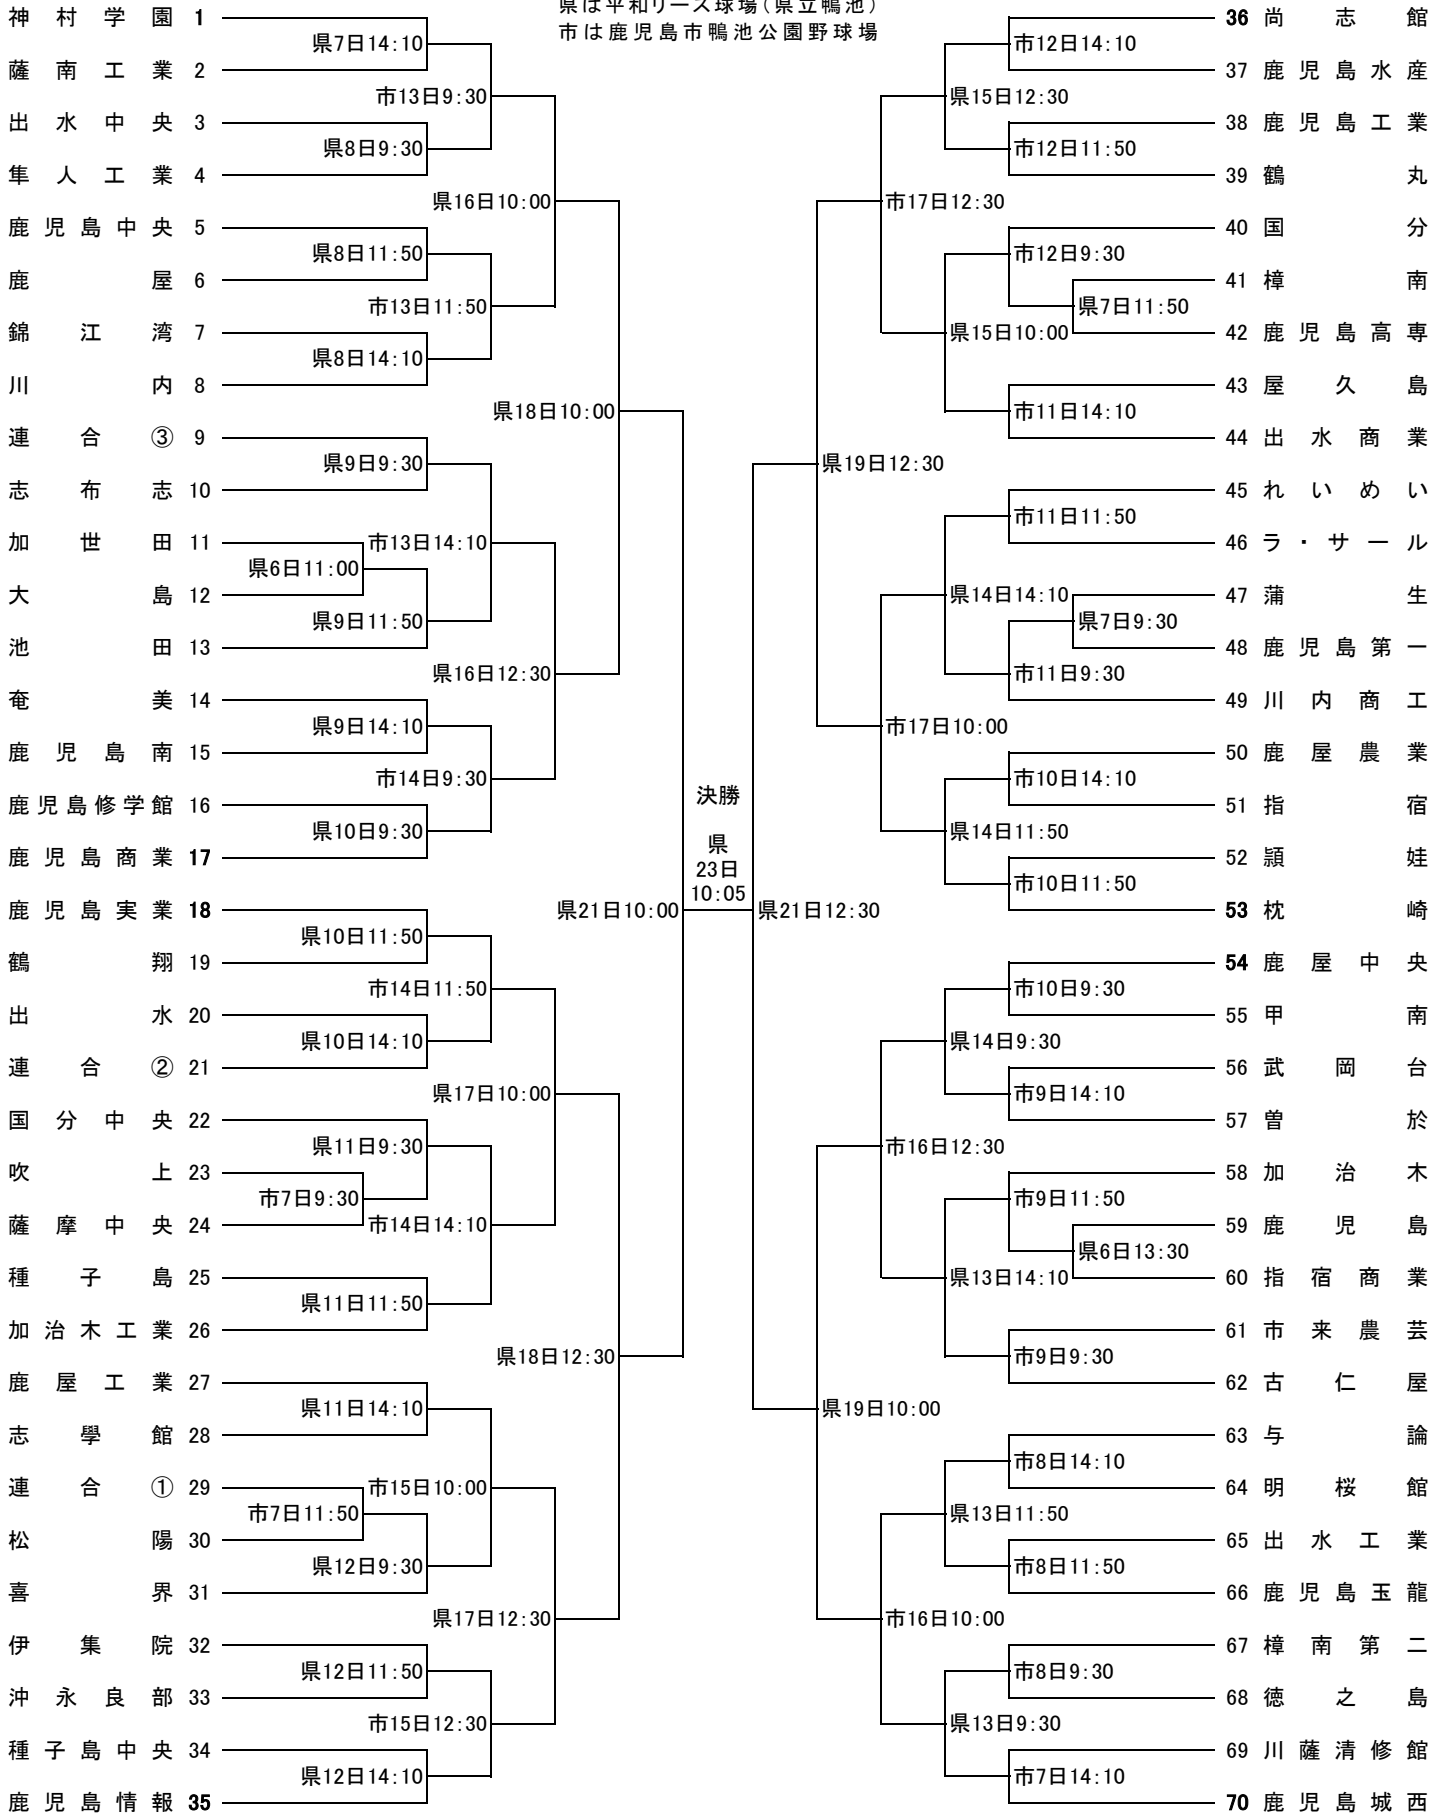 県は平和リース球場（県立鴨池）
市は鹿児島市鴨池公園野球場
神村学園 1
県7日14:10
薩南工業 2
市13日9:30
出水中央 3
県8日9:30
隼人工業 4
県16日10:00
鹿児島中央 5
県8日11:50
鹿屋 6
市13日11:50
錦江湾 7
県8日14:10
川内 8
県18日10:00
連合③ 9
県9日9:30
志布志 10
加世田 11
市13日14:10
県6日11:00
大島 12
県9日11:50
池田 13
県16日12:30
奄美 14
県9日14:10
鹿児島南 15
市14日9:30
鹿児島修学館 16
県10日9:30
鹿児島商業 17
鹿児島実業 18
県21日10:00
県10日11:50
鶴翔 19
市14日11:50
出水 20
県10日14:10
連合② 21
県17日10:00
国分中央 22
県11日9:30
吹上 23
市7日9:30
薩摩中央 24
市14日14:10
種子島 25
県11日11:50
加治木工業 26
県18日12:30
鹿屋工業 27
県11日14:10
志學館 28
連合① 29
市15日10:00
市7日11:50
松陽 30
県12日9:30
喜界 31
県17日12:30
伊集院 32
県12日11:50
沖永良部 33
市15日12:30
種子島中央 34
県12日14:10
鹿児島情報 35
決勝
県
23日
10:05
36 尚志館
市12日14:10
37 鹿児島水産
県15日12:30
38 鹿児島工業
市12日11:50
39 鶴丸
市17日12:30
40 国分
市12日9:30
41 樟南
県7日11:50
県15日10:00
42 鹿児島高専
43 屋久島
市11日14:10
44 出水商業
県19日12:30
45 れいめい
市11日11:50
46 ラ・サール
県14日14:10
47 蒲生
県7日9:30
48 鹿児島第一
市11日9:30
49 川内商工
市17日10:00
50 鹿屋農業
市10日14:10
51 指宿
県14日11:50
52 頴娃
市10日11:50
53 枕崎
県21日12:30
54 鹿屋中央
市10日9:30
55 甲南
県14日9:30
56 武岡台
市9日14:10
57 曽於
市16日12:30
58 加治木
市9日11:50
59 鹿児島
県6日13:30
県13日14:10
60 指宿商業
61 市来農芸
市9日9:30
62 古仁屋
県19日10:00
63 与論
市8日14:10
64 明桜館
県13日11:50
65 出水工業
市8日11:50
66 鹿児島玉龍
市16日10:00
67 樟南第二
市8日9:30
68 徳之島
県13日9:30
69 川薩清修館
市7日14:10
70 鹿児島城西